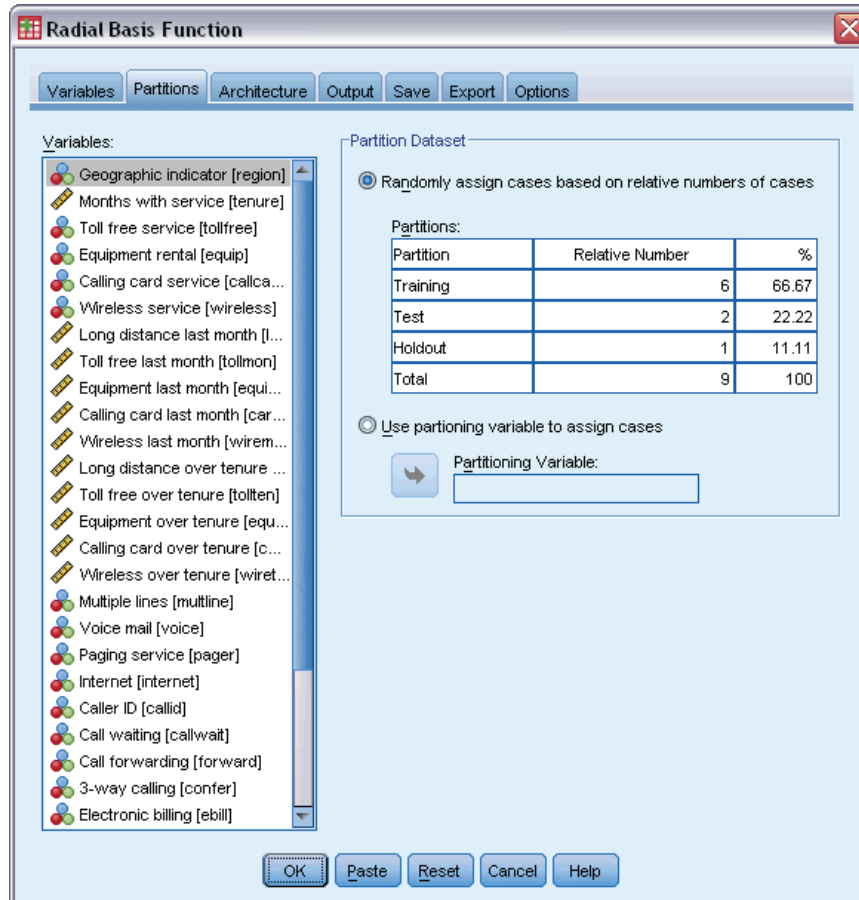 Radial Basis Function
Variables Partitions Architecture Output Save Export Options
Variables:
Geographic indicator [region]
Months with service [tenure]
Toll free service [tollfree]
Equipment rental [equip]
Calling card service [callca...
Wireless service [wireless]
Long distance last month [l...
Toll free last month [tollmon]
Equipment last month [equi...
Calling card last month [car...
Wireless last month [wirem...
Long distance over tenure ...
Toll free over tenure [tollten]
Equipment over tenure [equ...
Calling card over tenure [c...
Wireless over tenure [wiret...
Multiple lines [multline]
Voice mail [voice]
Paging service [pager]
Internet [internet]
Caller ID [callid]
Call waiting [callwait]
Call forwarding [forward]
3-way calling [confer]
Electronic billing [ebill]
Partition Dataset
Randomly assign cases based on relative numbers of cases
Partitions:
Partition Relative Number %
Training 6 66.67
Test 2 22.22
Holdout 1 11.11
Total 9 100
Use partioning variable to assign cases
Partitioning Variable:
OK Paste Reset Cancel Help